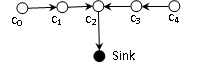 C₀ C₁ C₂ C₃ C₄
Sink